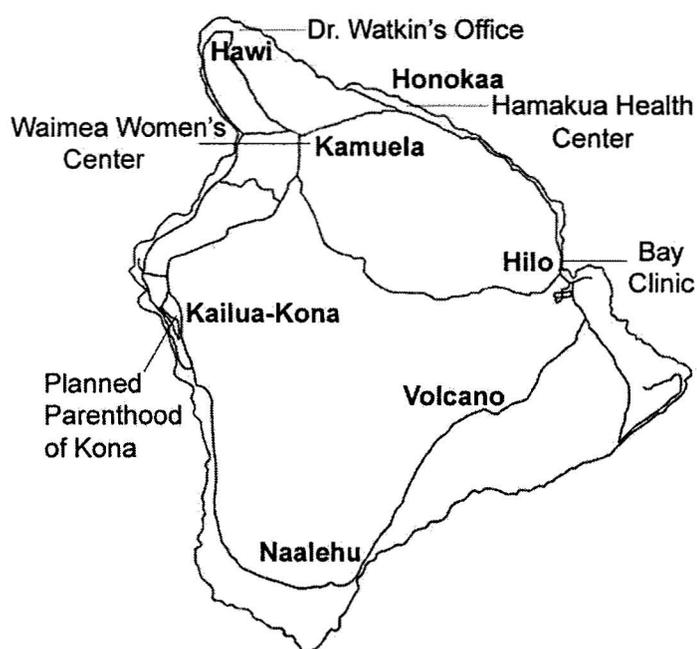 Dr. Watkin's Office
Hawi
Honokaa
Hamakua Health
Center
Waimea Women's
Center
Kamuela
Hilo
Bay
Clinic
Kailua-Kona
Planned
Parenthood
of Kona
Volcano
Naalehu